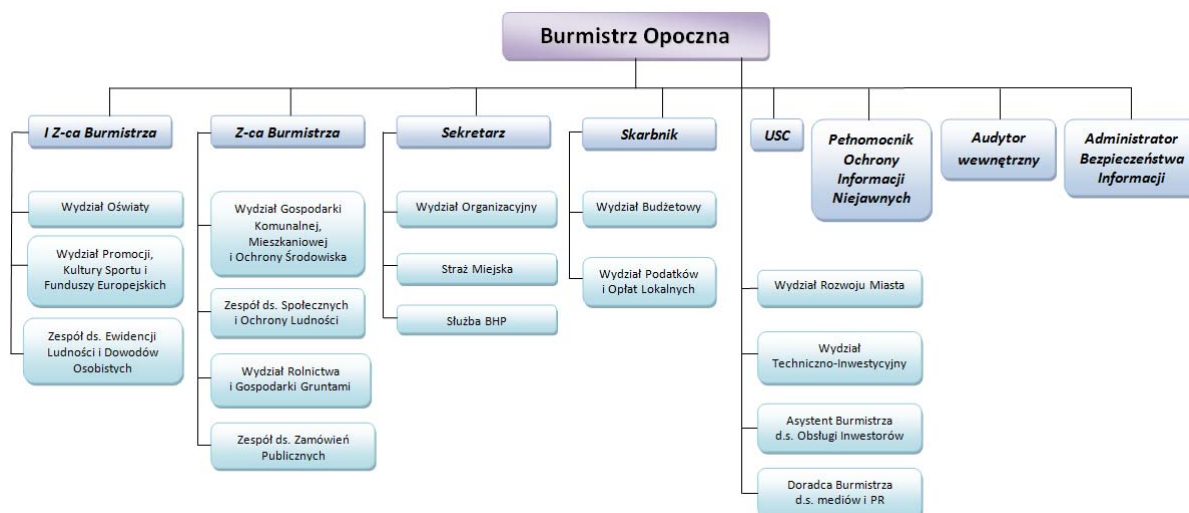 Burmistrz Opoczna
I Z-ca Burmistrza
Wydział Oświaty
Wydział Promocji,
Kultury Sportu i
Funduszy Europejskich
Zespół ds. Ewidencji
Ludności i Dowodów
Osobistych
Z-ca Burmistrza
Wydział Gospodarki
Komunalnej,
Mieszkaniowej
i Ochrony Środowiska
Zespół ds. Społecznych
i Ochrony Ludności
Wydział Rolnictwa
i Gospodarki Gruntami
Zespół ds. Zamówień
Publicznych
Sekretarz
Wydział Organizacyjny
Straż Miejska
Służba BHP
Skarbnik
Wydział Budżetowy
Wydział Podatków
i Opłat Lokalnych
USC
Pełnomocnik
Ochrony
Informacji
Niejawnych
Audytor
wewnętrzny
Administrator
Bezpieczeństwa
Informacji
Wydział Rozwoju Miasta
Wydział
Techniczno-Inwestycyjny
Asystent Burmistrza
d.s. Obsługi Inwestorów
Doradca Burmistrza
d.s. mediów i PR